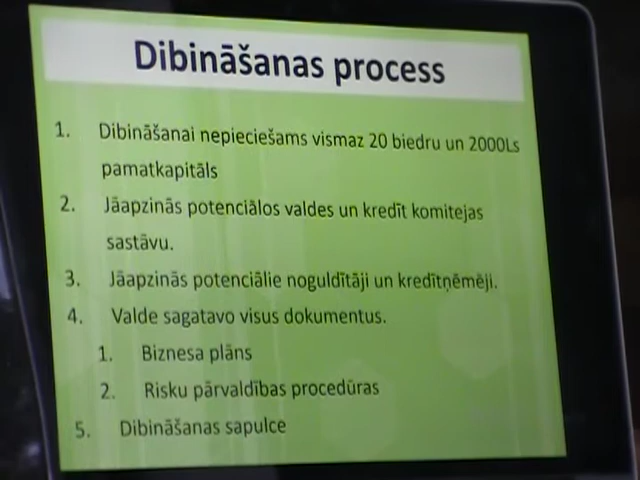 Dibināšanas process
1. Dibināšanai nepieciešams vismaz 20 biedru un 2000Ls
pamatkapitāls
2. Jāapzinās potenciālos valdes un kredīt komitejas
sastāvu.
3. Jāapzinās potenciālie noguldītāji un kredītņēmēji.
4. Valde sagatavo visus dokumentus.
1. Biznesa plāns
2. Risku pārvaldības procedūras
5. Dibināšanas sapulce